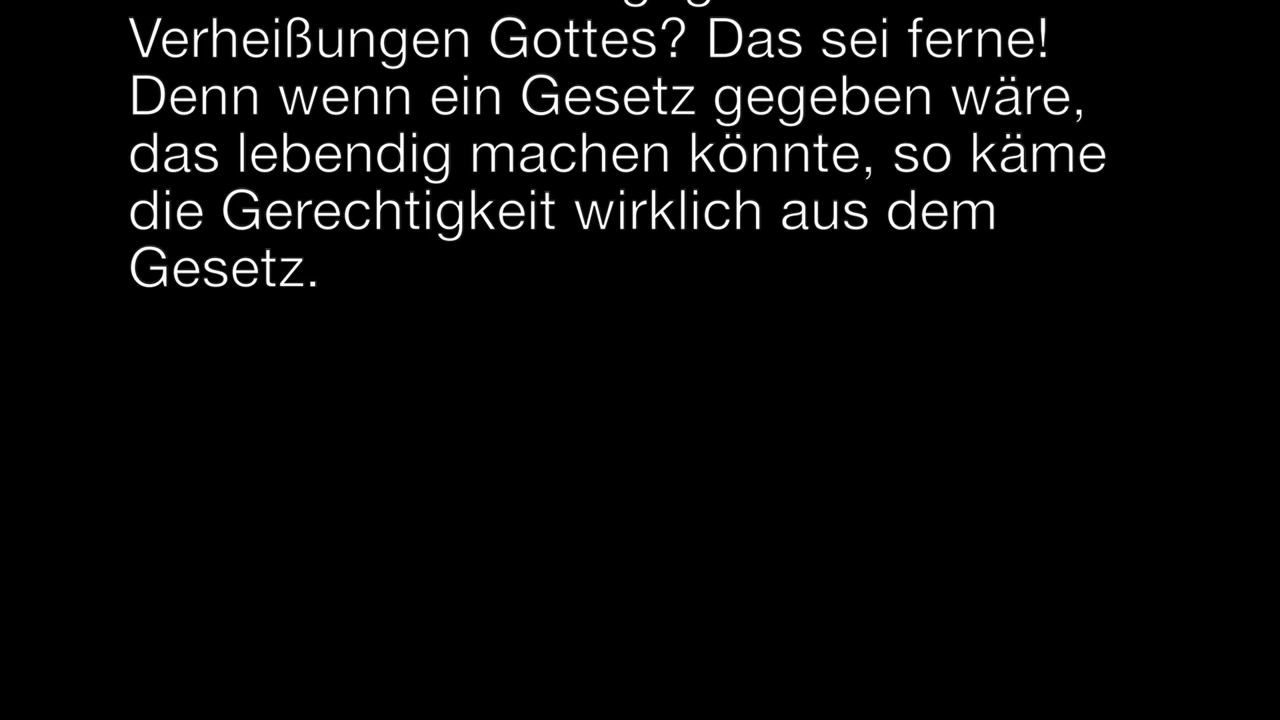 Verheißungen Gottes? Das sei ferne!
Denn wenn ein Gesetz gegeben wäre,
das lebendig machen könnte, so käme
die Gerechtigkeit wirklich aus dem
Gesetz.